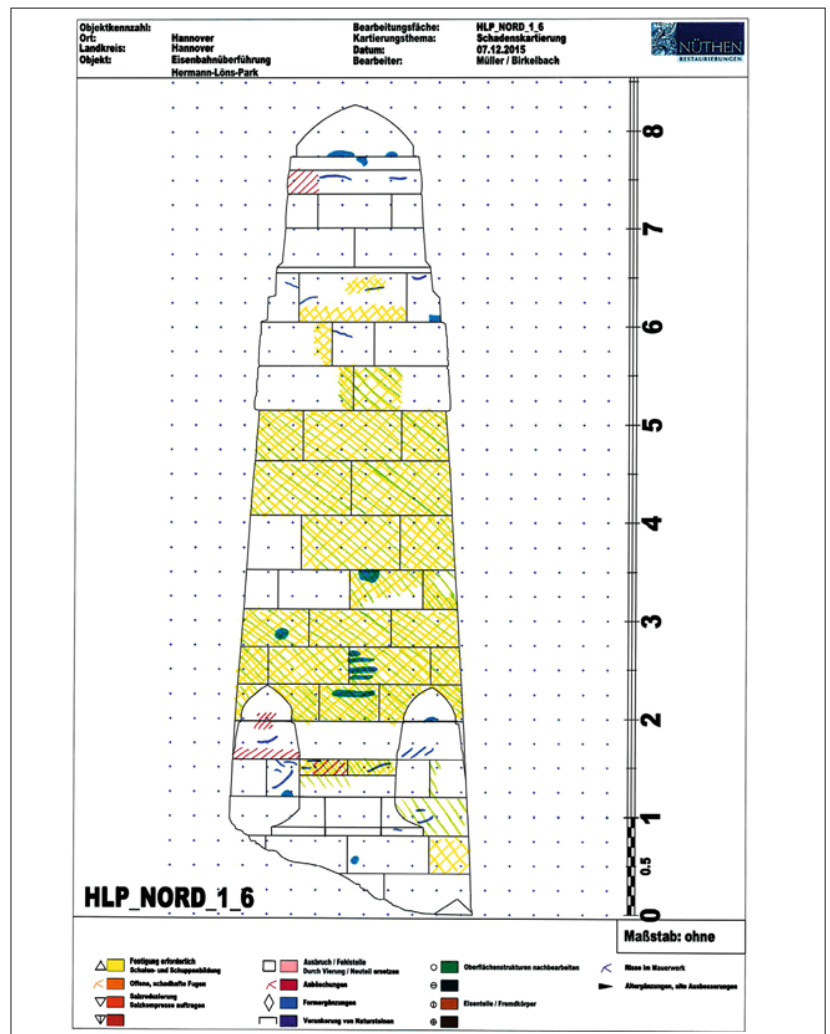 Objektkennzahl:
Ort: Hannover
Landkreis: Hannover
Objekt: Eisenbahnüberführung
Hermann-Löns-Park
Bearbeitungsfäche: HLP_NORD_1_6
Kartierungsthema: Schadenskartierung
Datum: 07.12.2015
Bearbeiter: Müller / Birkelbach
NÜTHEN
RESTAURIERUNGEN
8
7
6
5
4
3
2
1
0.5
0
HLP_NORD_1_6
Maßstab: ohne
Festigung erforderlich
Schalen- und Schuppenbildung
Offene, schadhafte Fugen
Salzreduzierung
Salzkompresse auftragen
Ausbruch / Fehlstelle
Durch Vierung / Neuteil ersetzen
Anböschungen
Formergänzungen
Verankerung von Natursteinen
Oberflächenstrukturen nachbearbeiten
Eisenteile / Fremdkörper
Risse im Mauerwerk
Altergänzungen, alte Ausbesserungen